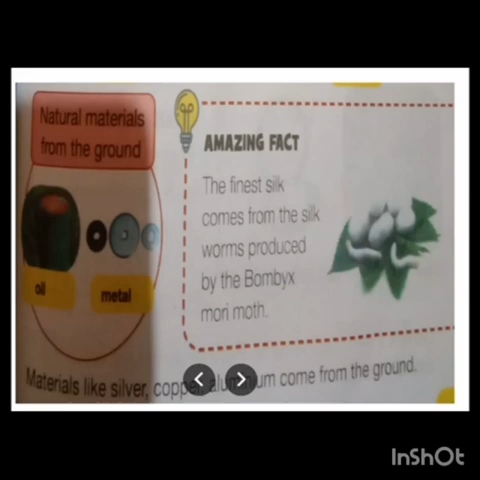 Natural materials
from the ground
oil
metal
AMAZING FACT
The finest silk
comes from the silk
worms produced
by the Bombyx
mori moth.
Materials like silver, copper, um come from the ground.
InShOt